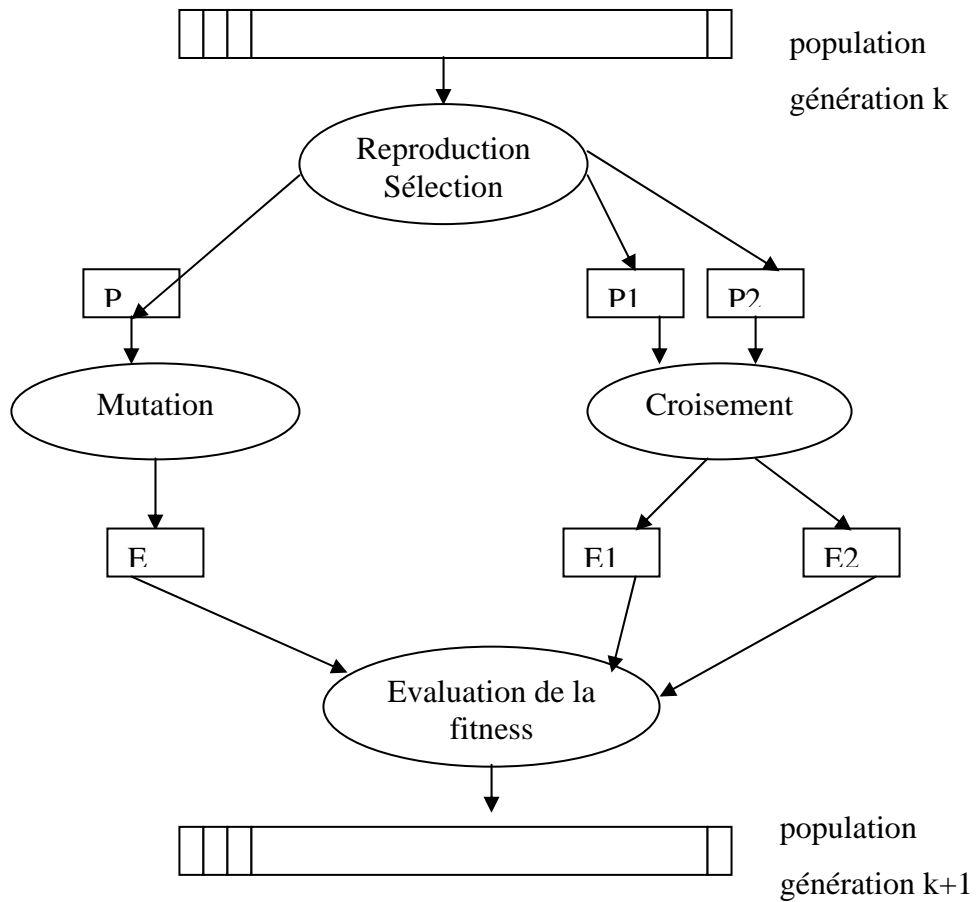 population
génération k
Reproduction
Sélection
P
P1
P2
Mutation
Croisement
E
E1
E2
Evaluation de la
fitness
population
génération k+1